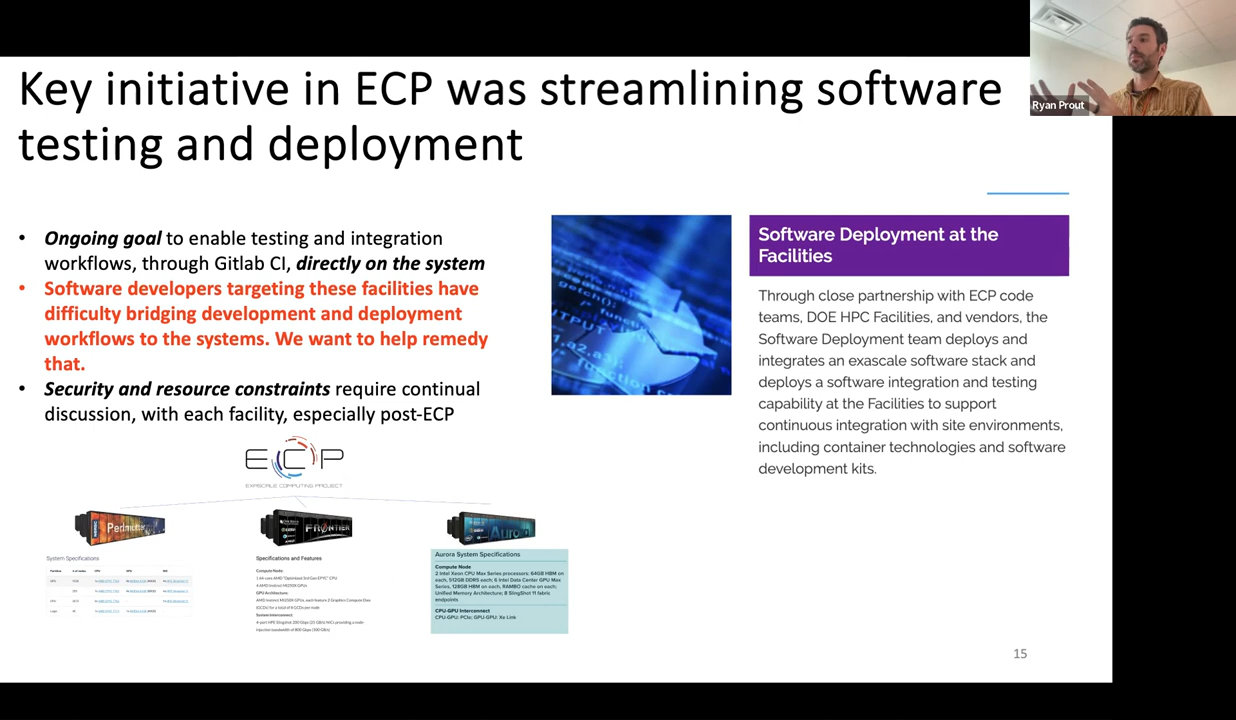 Key initiative in ECP was streamlining software
testing and deployment
Ryan Prout
• Ongoing goal to enable testing and integration
workflows, through Gitlab CI, directly on the system
• Software developers targeting these facilities have
difficulty bridging development and deployment
workflows to the systems. We want to help remedy
that.
• Security and resource constraints require continual
discussion, with each facility, especially post-ECP
Software Deployment at the
Facilities
Through close partnership with ECP code
teams, DOE HPC Facilities, and vendors, the
Software Deployment team deploys and
integrates an exascale software stack and
deploys a software integration and testing
capability at the Facilities to support
continuous integration with site environments,
including container technologies and software
development kits.
ECP
EXASCALE COMPUTING PROJECT
Perlmutter
FRONTIER
Aurora
System Specifications
Specifications and Features
Compute Node:
1 64-core AMD "Optimized 3rd Gen EPYC" CPU
4 AMD Instinct MI250X GPUs
GPU Architecture:
AMD Instinct MI250X GPUs, each feature 2 Graphics Compute Dies
(GCDs) for a total of 8 GCDs per node
System Interconnect:
4-port HPE Slingshot 200 Gbps (25 GB/s) NICs providing a node-
injection bandwidth of 800 Gbps (100 GB/s)
Aurora System Specifications
Compute Node
2 Intel Xeon CPU Max Series processors: 64GB HBM on
each, 512GB DDR5 each; 6 Intel Data Center GPU Max
Series, 128GB HBM on each, RAMBO cache on each;
Unified Memory Architecture; 8 SlingShot 11 fabric
endpoints
CPU-GPU Interconnect
CPU-GPU: PCIe; GPU-GPU: Xe Link
15